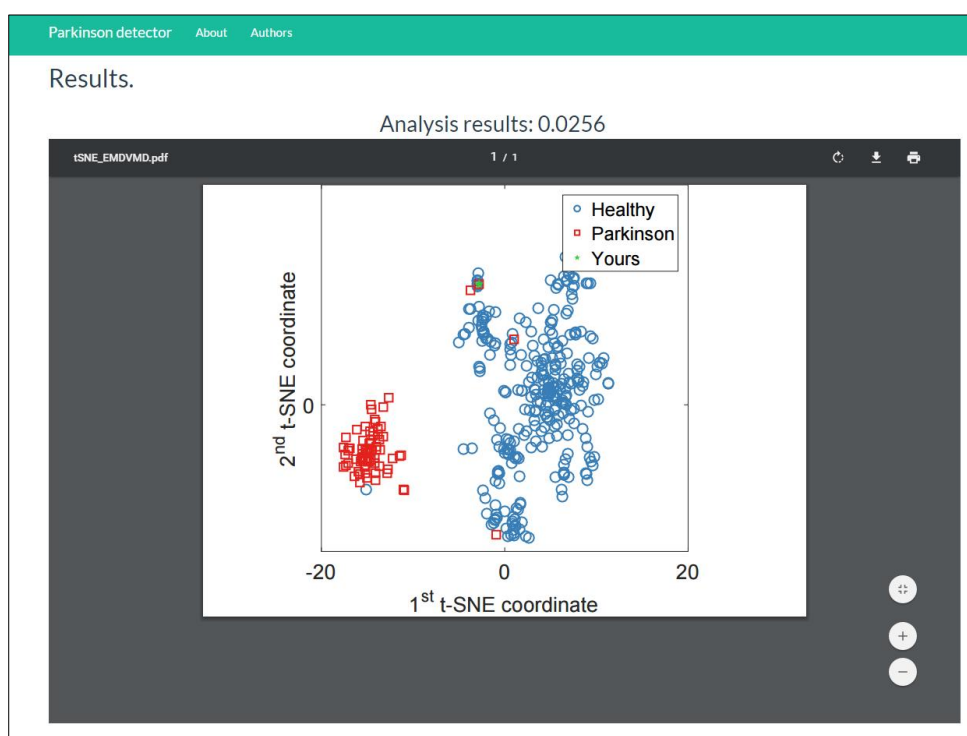 Parkinson detector About Authors
Results.
Analysis results: 0.0256
tSNE_EMDVMD.pdf 1 / 1
Healthy
Parkinson
Yours
2nd t-SNE coordinate
0
-20 0 20
1st t-SNE coordinate